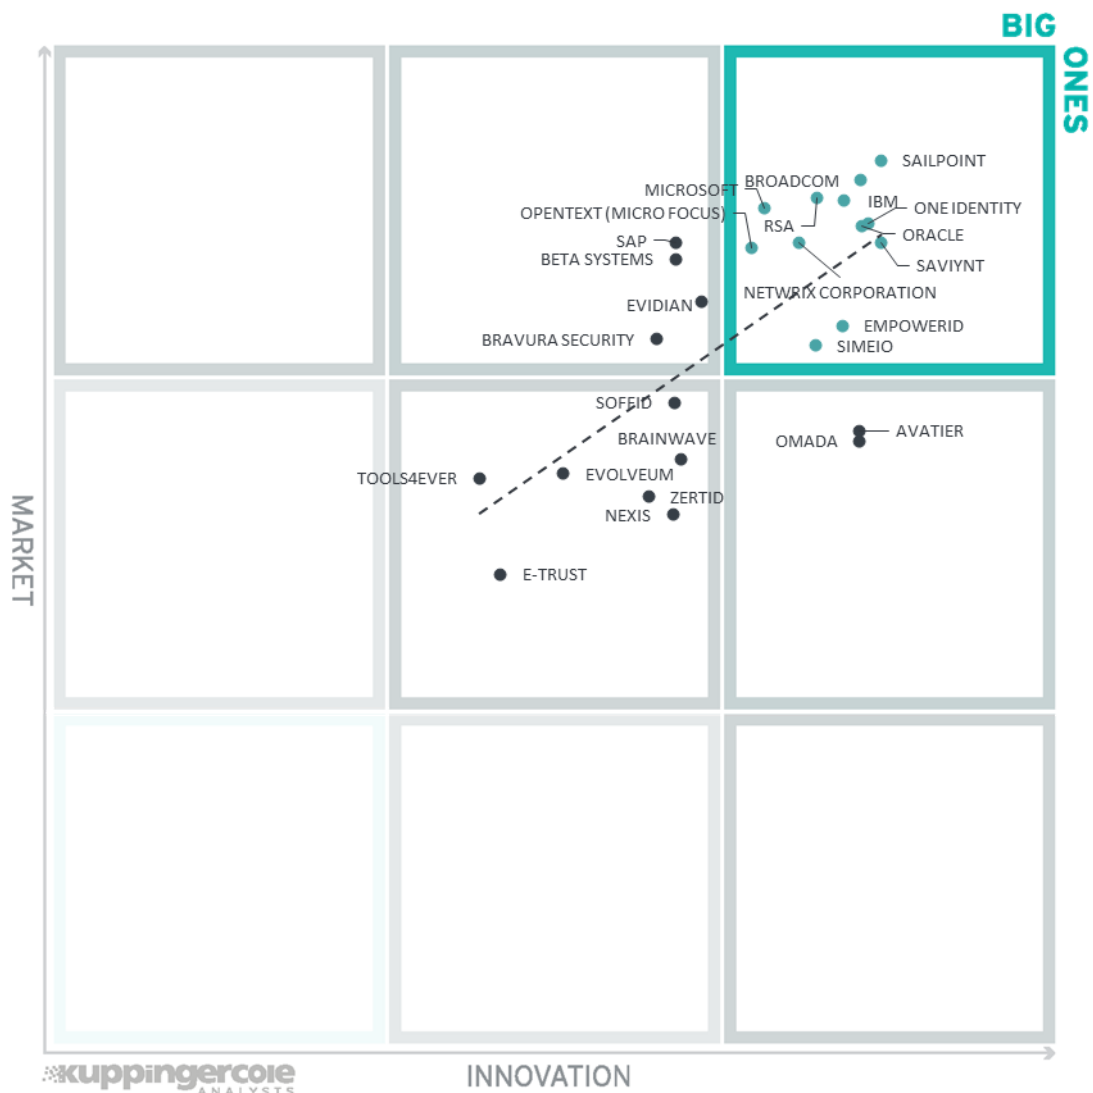 BIG
ONES
SAILPOINT
BROADCOM
MICROSOFT
IBM
ONE IDENTITY
OPENTEXT (MICRO FOCUS)
RSA
ORACLE
SAP
BETA SYSTEMS
SAVIYNT
NETWRIX CORPORATION
EVIDIAN
EMPOWERID
BRAVURA SECURITY
SIMEIO
SOFFID
AVATIER
BRAINWAVE
OMADA
TOOLS4EVER
EVOLVEUM
ZERTID
NEXIS
MARKET
E-TRUST
kuppingercole
ANALYSTS
INNOVATION